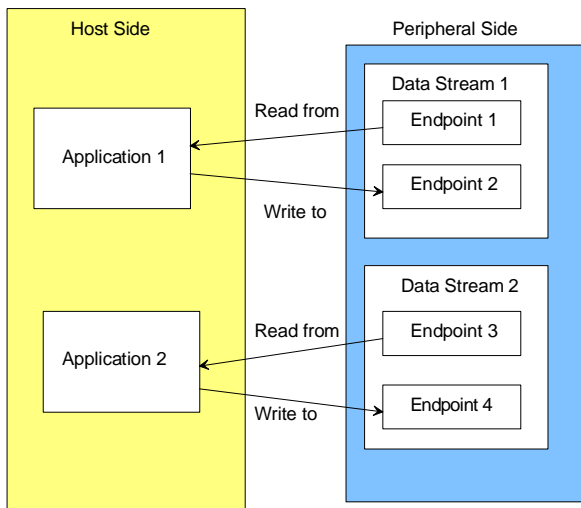 Host Side
Peripheral Side
Data Stream 1
Read from
Endpoint 1
Application 1
Endpoint 2
Write to
Data Stream 2
Read from
Endpoint 3
Application 2
Endpoint 4
Write to